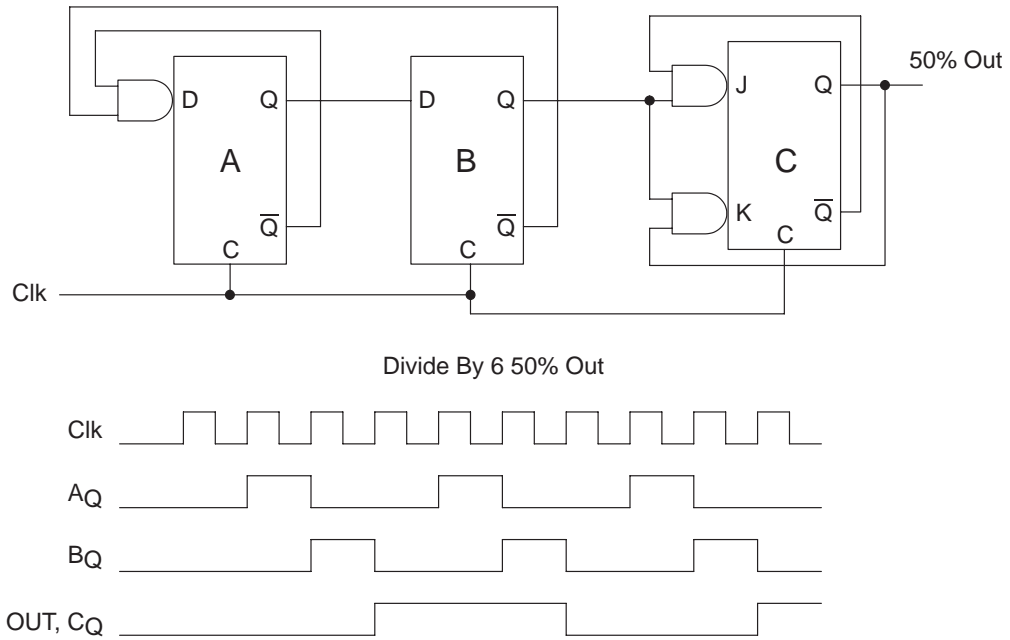 50% Out
D Q D Q J Q
A B C
K
Q̅ Q̅ Q̅
C C C
Clk
Divide By 6 50% Out
Clk
AQ
BQ
OUT, CQ